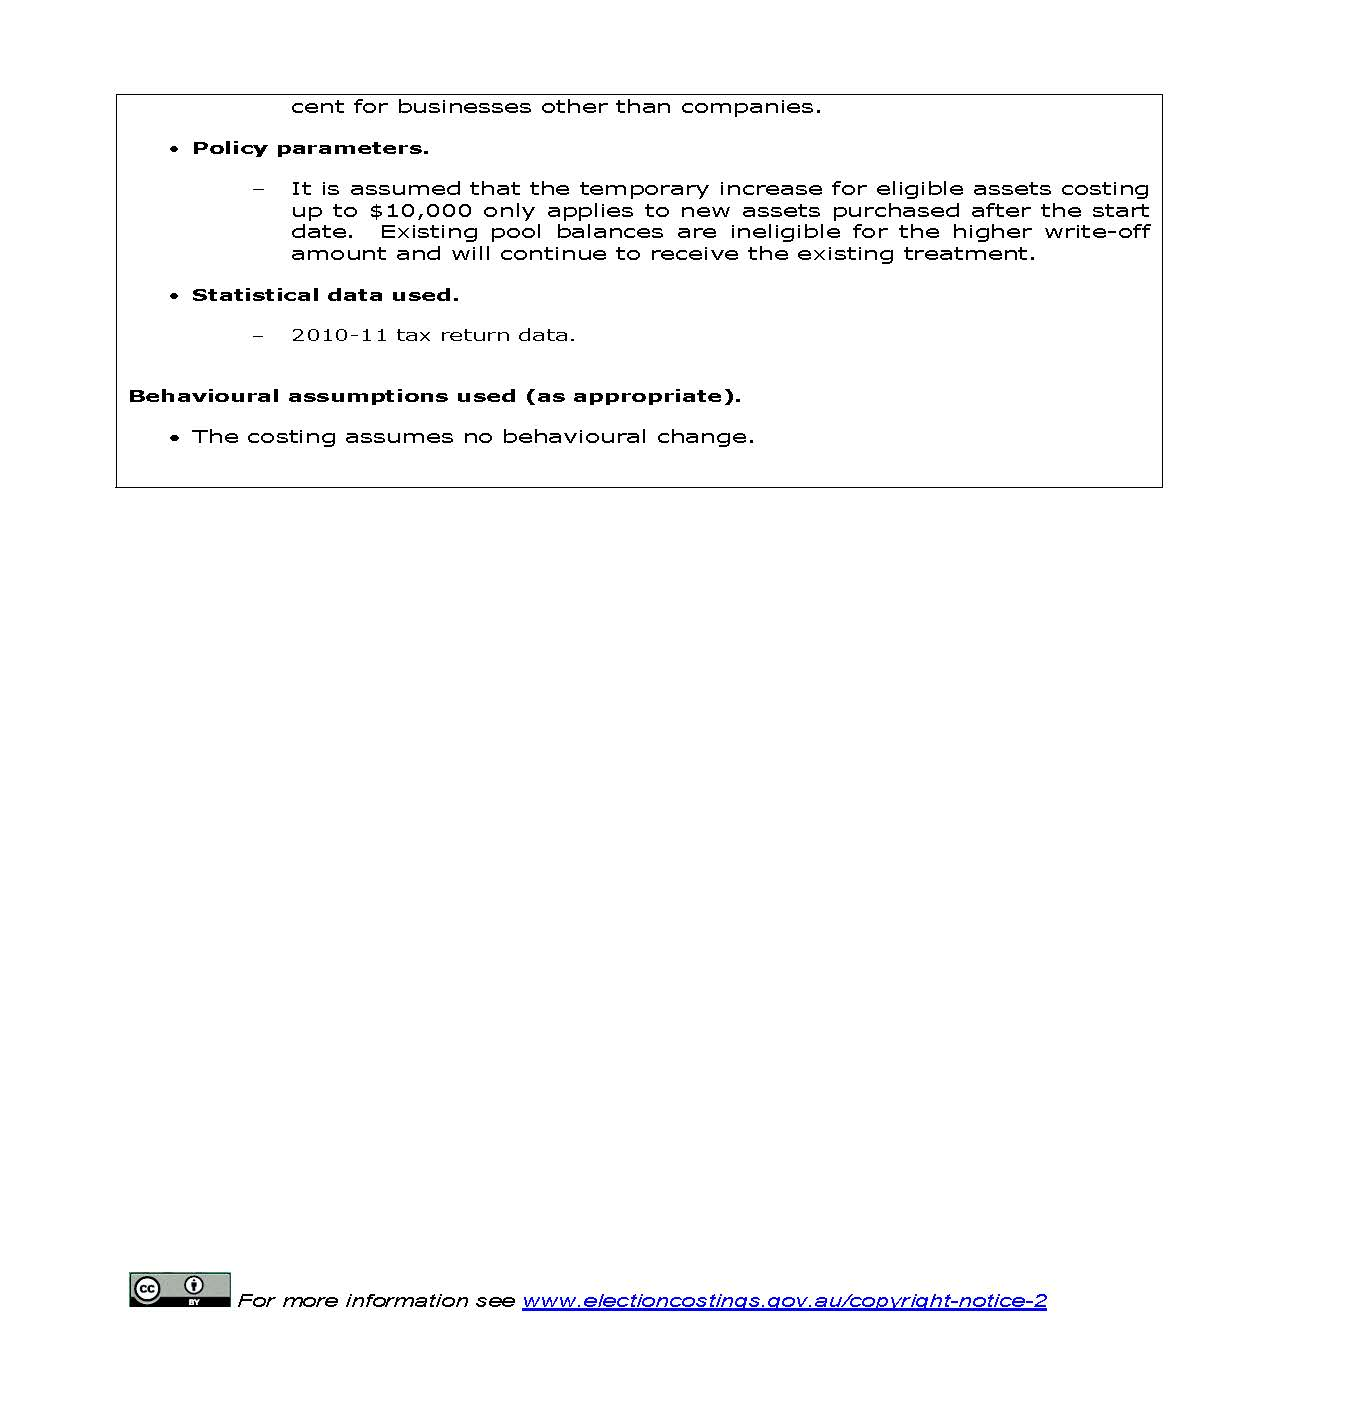 cent for businesses other than companies.
• Policy parameters.
– It is assumed that the temporary increase for eligible assets costing
up to $10,000 only applies to new assets purchased after the start
date.  Existing pool balances are ineligible for the higher write-off
amount and will continue to receive the existing treatment.
• Statistical data used.
– 2010-11 tax return data.
Behavioural assumptions used (as appropriate).
• The costing assumes no behavioural change.
cc BY For more information see www.electioncostings.gov.au/copyright-notice-2